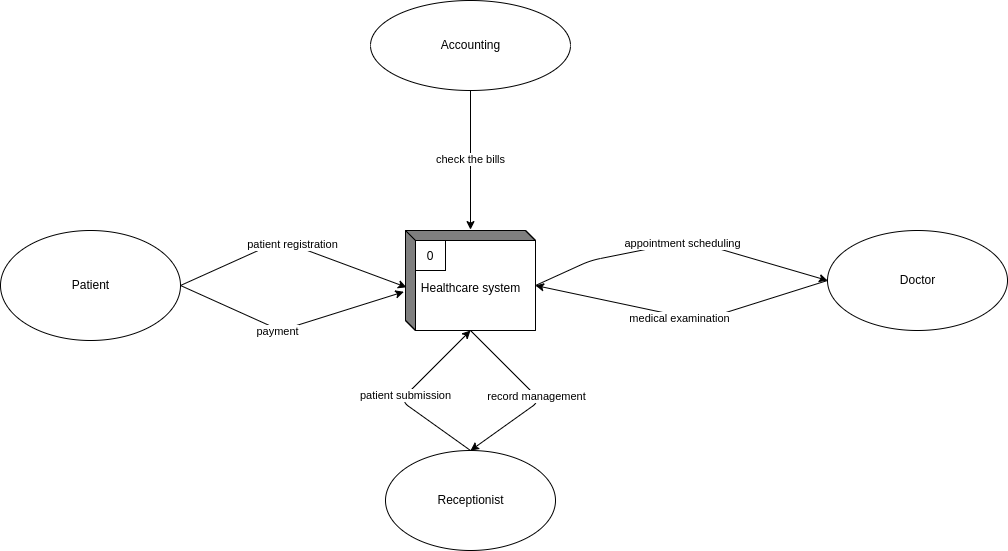 Accounting
check the bills
patient registration
appointment scheduling
0
Patient
Healthcare system
Doctor
payment
medical examination
patient submission
record management
Receptionist